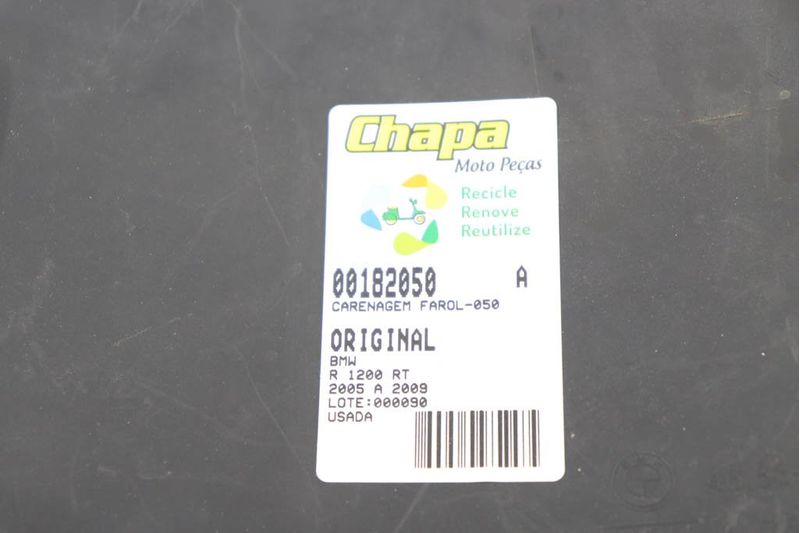 Chapa
Moto Peças
Recicle
Renove
Reutilize
00182050 A
CARENAGEM FAROL-050
ORIGINAL
BMW
R 1200 RT
2005 A 2009
LOTE:000090
USADA